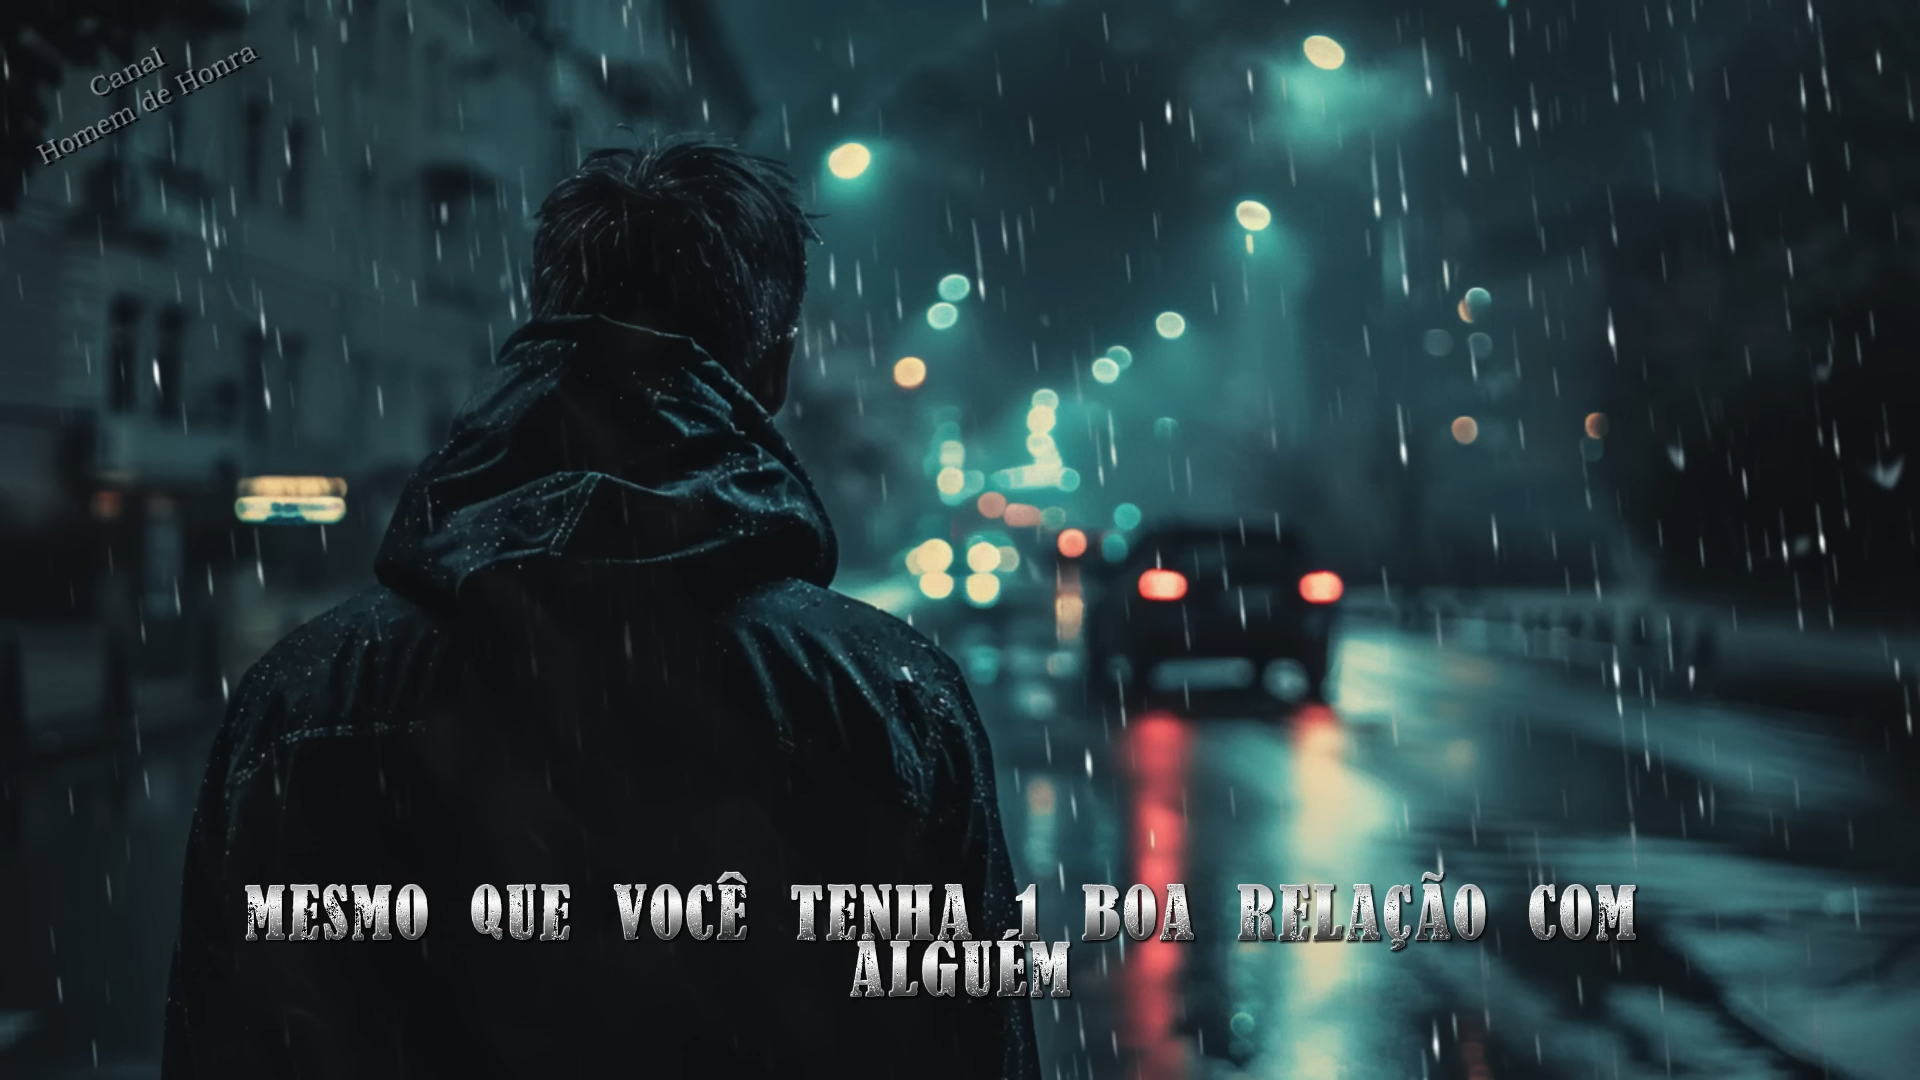 Canal
Homem de Honra
MESMO QUE VOCÊ TENHA 1 BOA RELAÇÃO COM
ALGUÉM